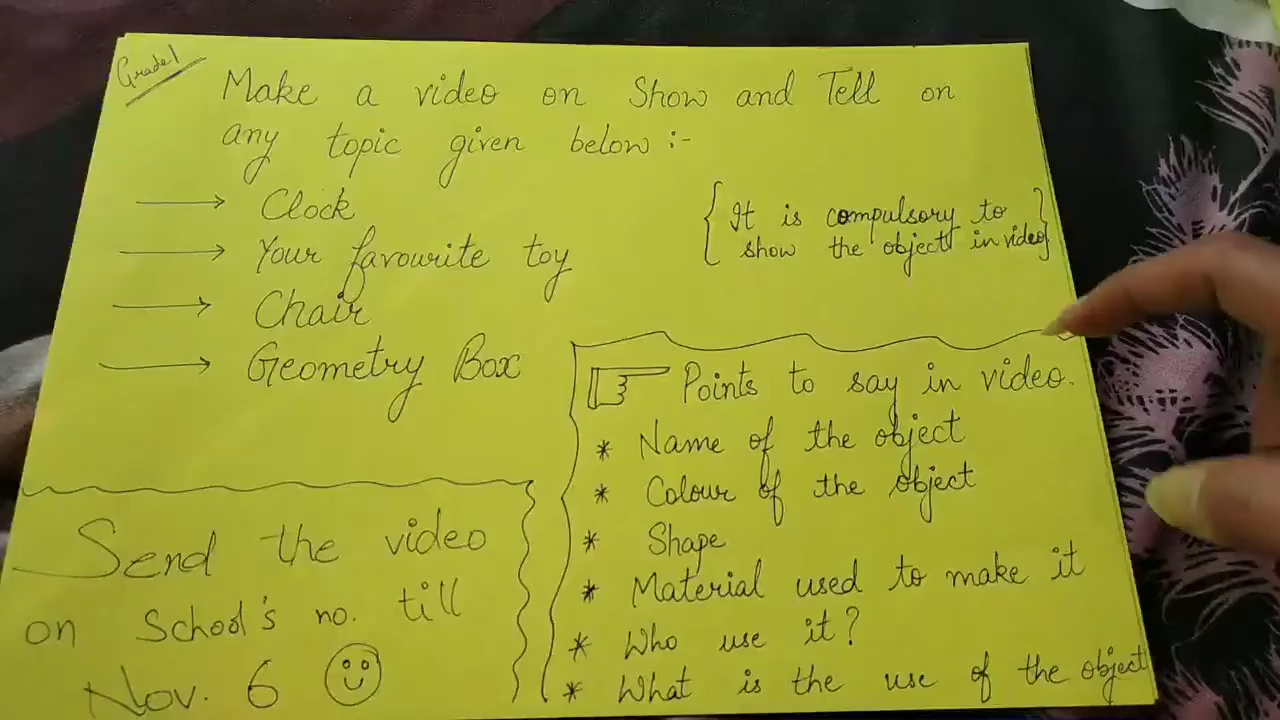 Grade 1
Make a video on Show and Tell on
any topic given below :-
→ Clock
→ Your favourite toy
→ Chair
→ Geometry Box
{ It is compulsory to
show the object in video }
Points to say in video.
* Name of the object
* Colour of the object
* Shape
* Material used to make it
* Who use it?
* What is the use of the object
Send the video
on School's no. till
Nov. 6